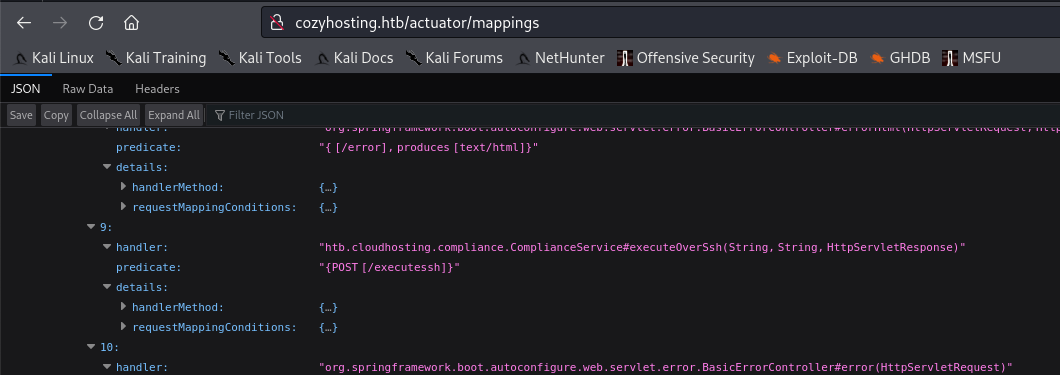 cozyhosting.htb/actuator/mappings
Kali Linux Kali Training Kali Tools Kali Docs Kali Forums NetHunter Offensive Security Exploit-DB GHDB MSFU
JSON Raw Data Headers
Save Copy Collapse All Expand All Filter JSON
handler: "org.springframework.boot.autoconfigure.web.servlet.error.BasicErrorController#errorHtml(HttpServletRequest, Http
predicate: "{ [/error], produces [text/html]}"
details:
handlerMethod: {…}
requestMappingConditions: {…}
9:
handler: "htb.cloudhosting.compliance.ComplianceService#executeOverSsh(String, String, HttpServletResponse)"
predicate: "{POST [/executessh]}"
details:
handlerMethod: {…}
requestMappingConditions: {…}
10:
handler: "org.springframework.boot.autoconfigure.web.servlet.error.BasicErrorController#error(HttpServletRequest)"